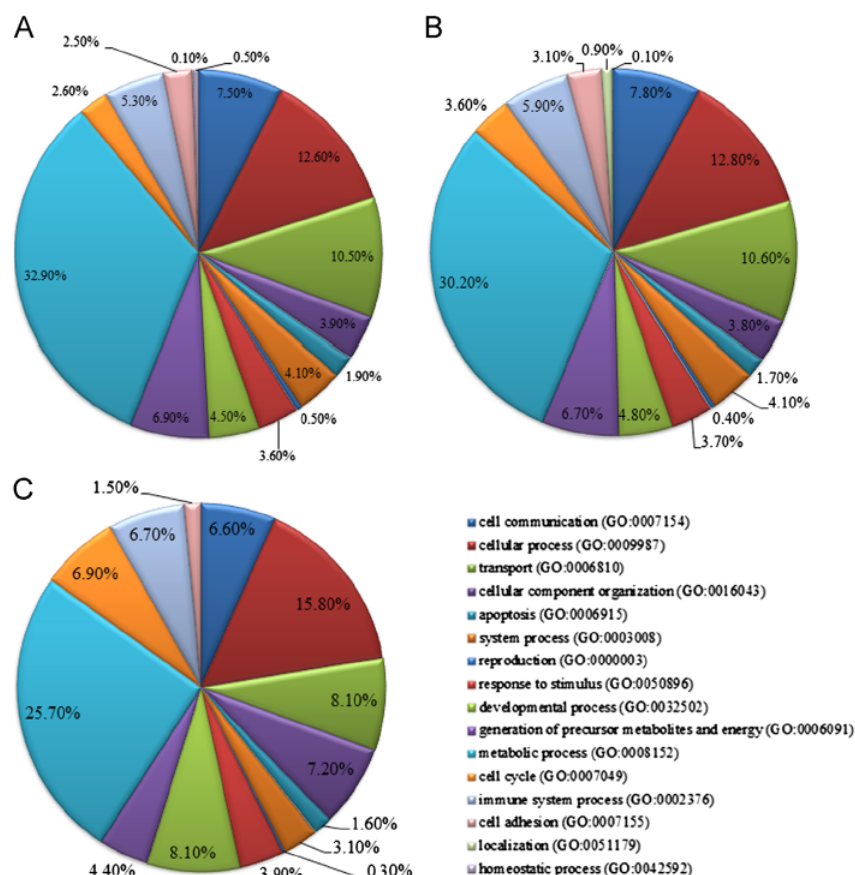 A
2.50%
0.10%
0.50%
2.60%
5.30%
7.50%
12.60%
10.50%
32.90%
3.90%
1.90%
4.10%
0.50%
3.60%
4.50%
6.90%
B
0.90%
3.10%
0.10%
3.60%
5.90%
7.80%
12.80%
10.60%
30.20%
3.80%
1.70%
4.10%
0.40%
3.70%
4.80%
6.70%
C
1.50%
6.70%
6.60%
6.90%
15.80%
8.10%
25.70%
7.20%
1.60%
3.10%
0.30%
3.90%
8.10%
4.40%
cell communication (GO:0007154)
cellular process (GO:0009987)
transport (GO:0006810)
cellular component organization (GO:0016043)
apoptosis (GO:0006915)
system process (GO:0003008)
reproduction (GO:0000003)
response to stimulus (GO:0050896)
developmental process (GO:0032502)
generation of precursor metabolites and energy (GO:0006091)
metabolic process (GO:0008152)
cell cycle (GO:0007049)
immune system process (GO:0002376)
cell adhesion (GO:0007155)
localization (GO:0051179)
homeostatic process (GO:0042592)